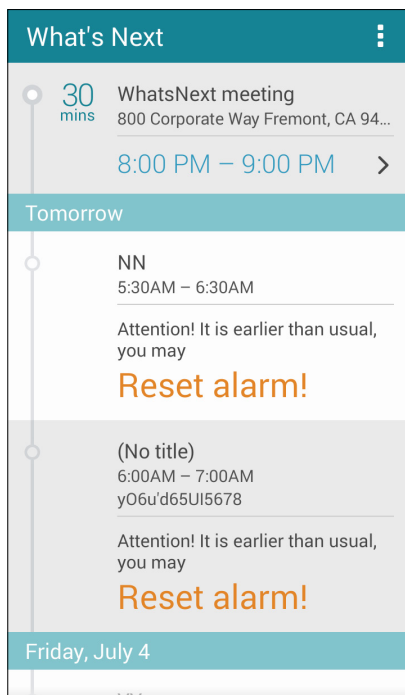 What's Next
30
mins
WhatsNext meeting
800 Corporate Way Fremont, CA 94...
8:00 PM – 9:00 PM
Tomorrow
NN
5:30AM – 6:30AM
Attention! It is earlier than usual,
you may
Reset alarm!
(No title)
6:00AM – 7:00AM
yO6u'd65UI5678
Attention! It is earlier than usual,
you may
Reset alarm!
Friday, July 4